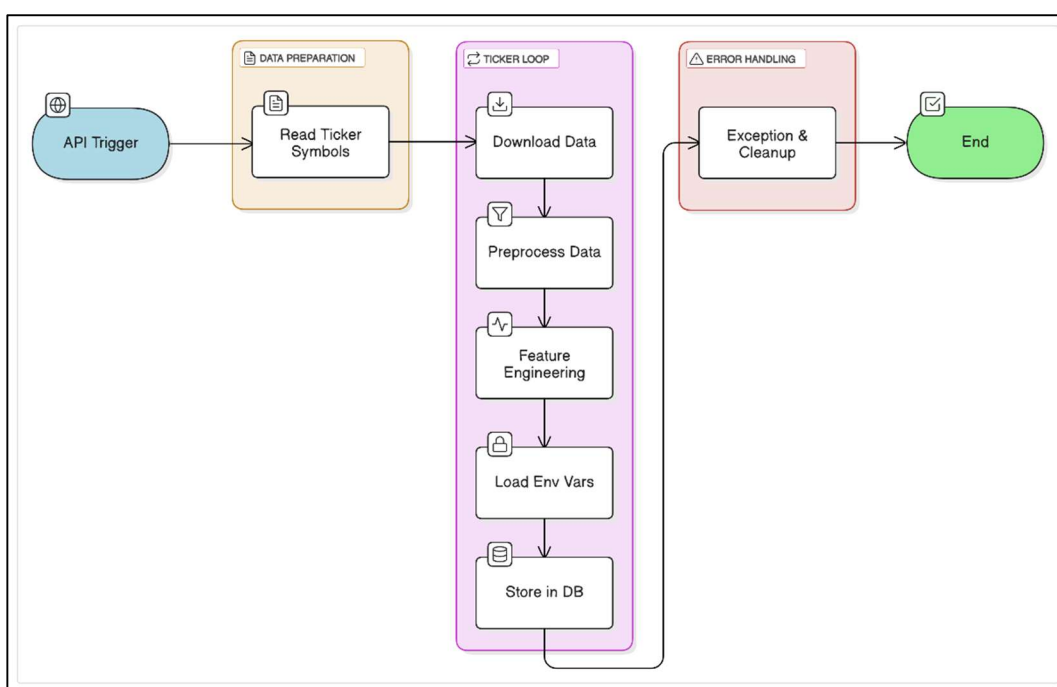 DATA PREPARATION
TICKER LOOP
ERROR HANDLING
API Trigger
Read Ticker
Symbols
Download Data
Exception &
Cleanup
End
Preprocess Data
Feature
Engineering
Load Env Vars
Store in DB